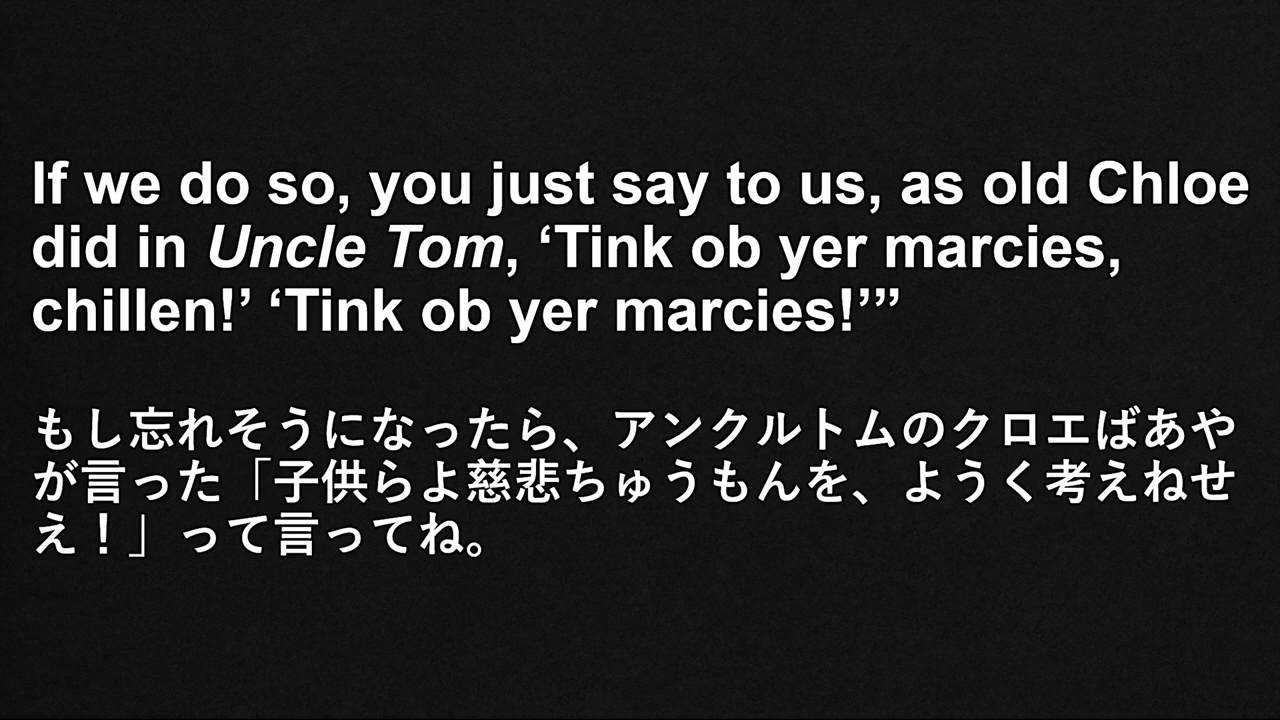 If we do so, you just say to us, as old Chloe
did in Uncle Tom, ‘Tink ob yer marcies,
chillen!’ ‘Tink ob yer marcies!’”
もし忘れそうになったら、アンクルトムのクロエばあや
が言った「子供らよ慈悲ちゅうもんを、ようく考えねせ
え！」って言ってね。